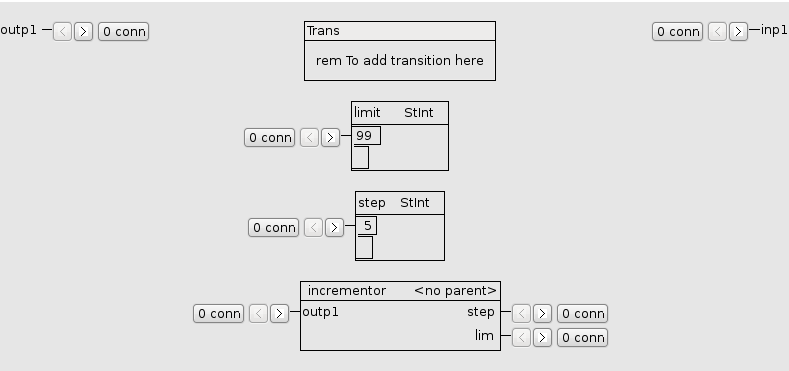 Trans
outp1 < > 0 conn
0 conn < > inp1
rem To add transition here
limit StInt
0 conn < > 99
step StInt
0 conn < > 5
incrementor <no parent>
0 conn < > outp1 step < > 0 conn
lim < > 0 conn